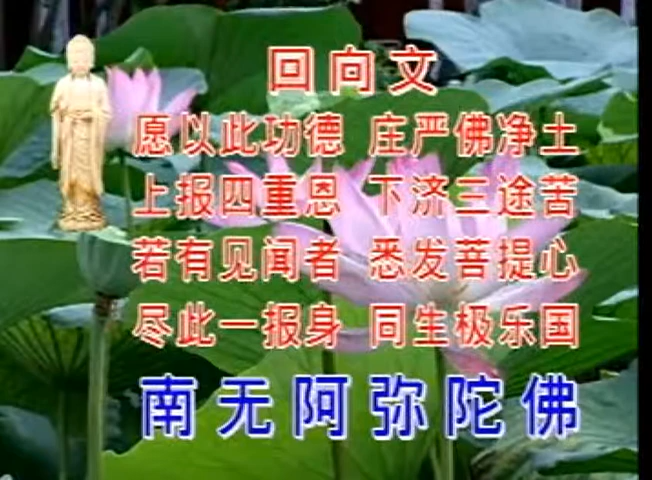 回向文
愿以此功德 庄严佛净土
上报四重恩 下济三途苦
若有见闻者 悉发菩提心
尽此一报身 同生极乐国
南无阿弥陀佛